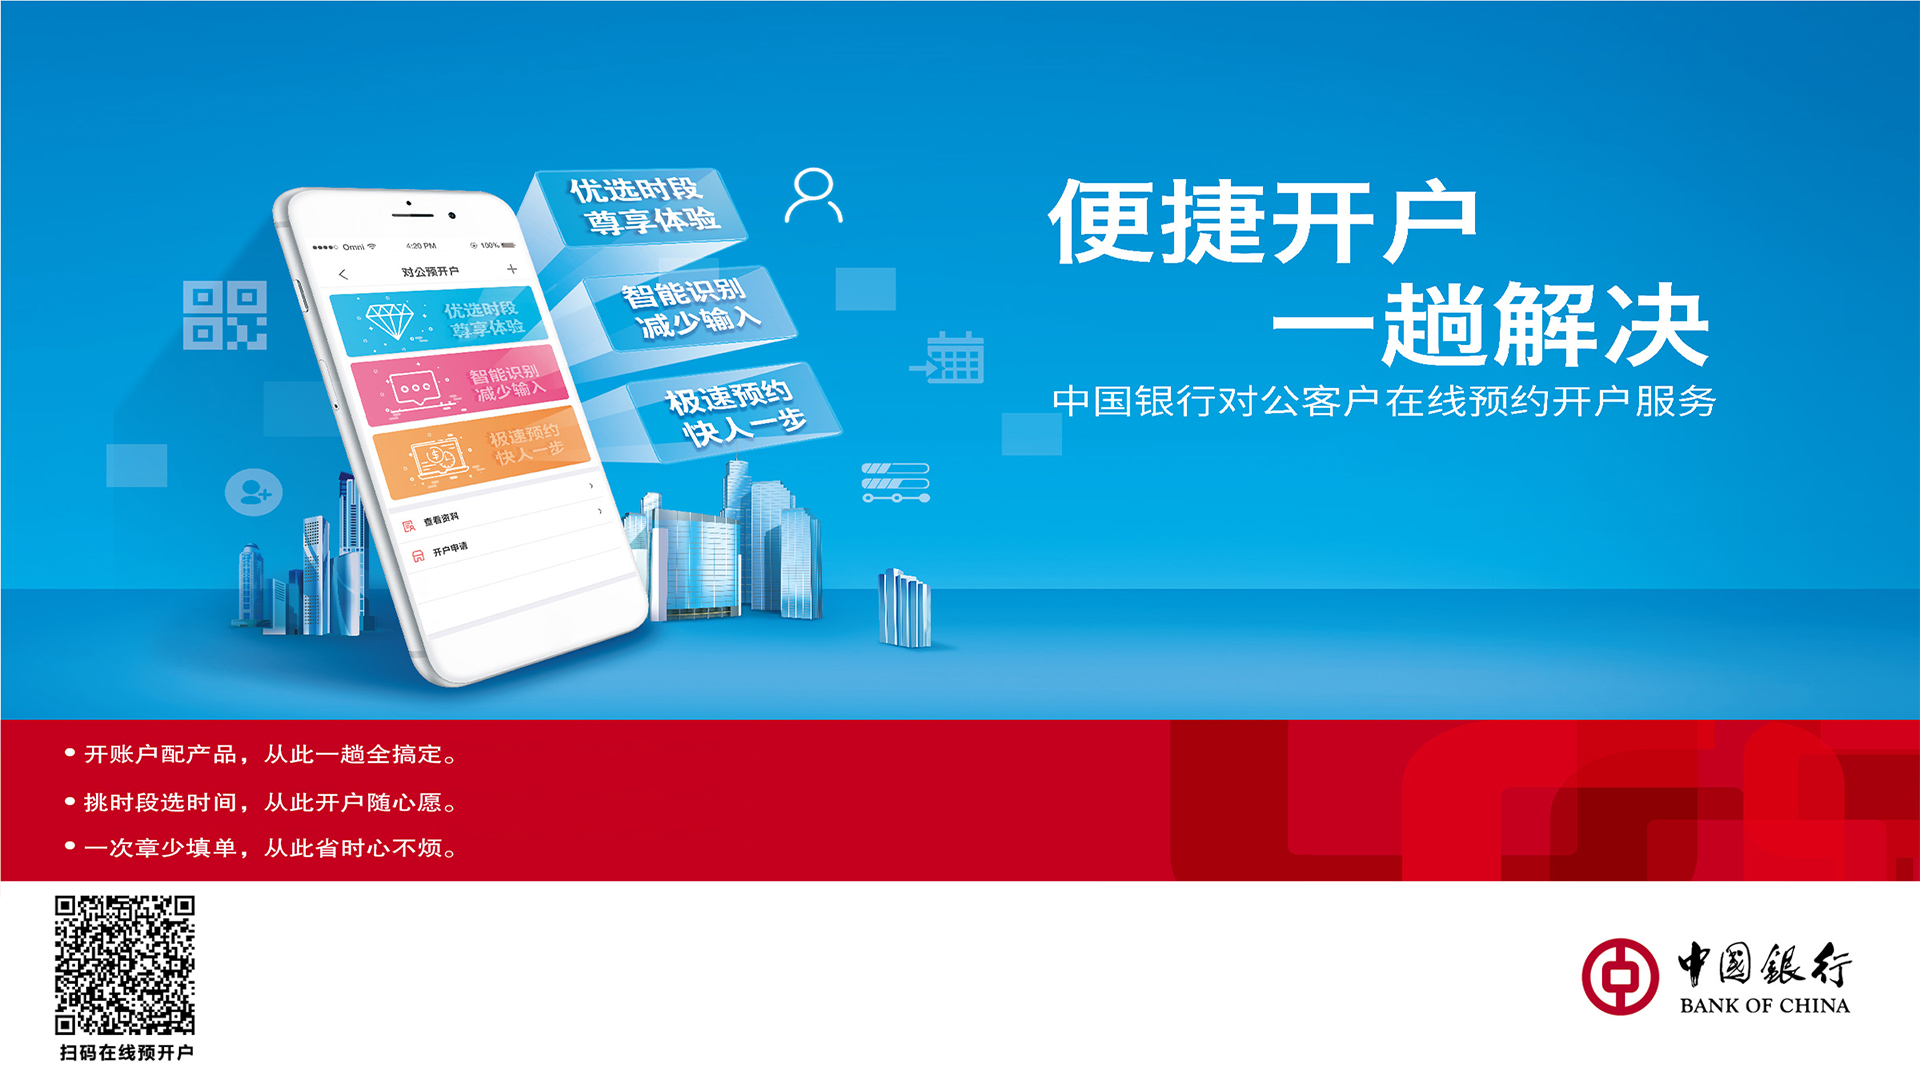 优选时段
尊享体验
智能识别
减少输入
极速预约
快人一步
Omni
4:20 PM
100%
对公预开户
优选时段
尊享体验
智能识别
减少输入
极速预约
快人一步
查看资料
开户申请
便捷开户
一趟解决
中国银行对公客户在线预约开户服务
• 开账户配产品，从此一趟全搞定。
• 挑时段选时间，从此开户随心愿。
• 一次章少填单，从此省时心不烦。
扫码在线预开户
中國銀行
BANK OF CHINA